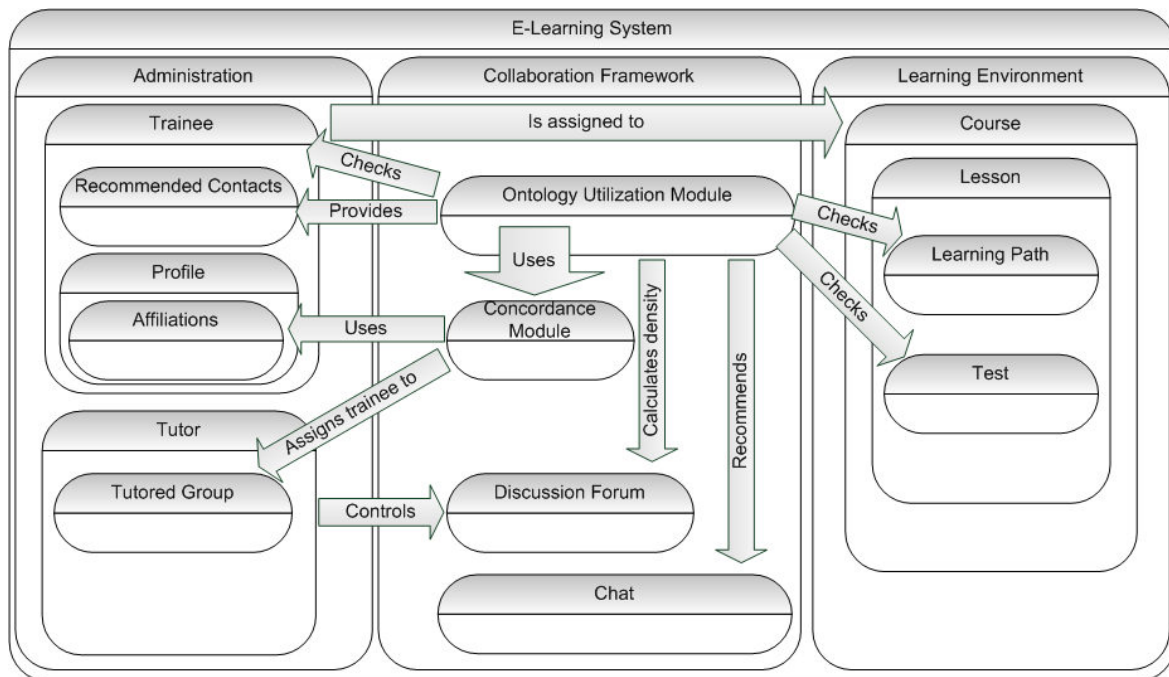 E-Learning System
Administration
Collaboration Framework
Learning Environment
Trainee
Is assigned to
Course
Checks
Recommended Contacts
Provides
Ontology Utilization Module
Lesson
Checks
Learning Path
Profile
Uses
Checks
Affiliations
Uses
Concordance
Module
Calculates density
Recommends
Test
Assigns trainee to
Tutor
Tutored Group
Controls
Discussion Forum
Chat